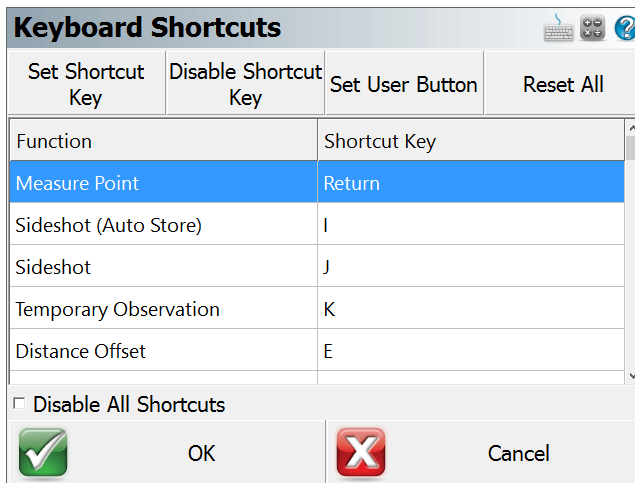 Keyboard Shortcuts
Set Shortcut Key
Disable Shortcut Key
Set User Button
Reset All
Function Shortcut Key
Measure Point Return
Sideshot (Auto Store) I
Sideshot J
Temporary Observation K
Distance Offset E
Disable All Shortcuts
OK Cancel